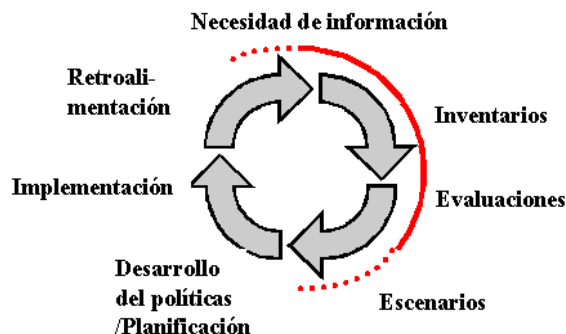 Necesidad de información
Retroali-
mentación
Inventarios
Implementación
Evaluaciones
Desarrollo
del políticas
/Planificación
Escenarios